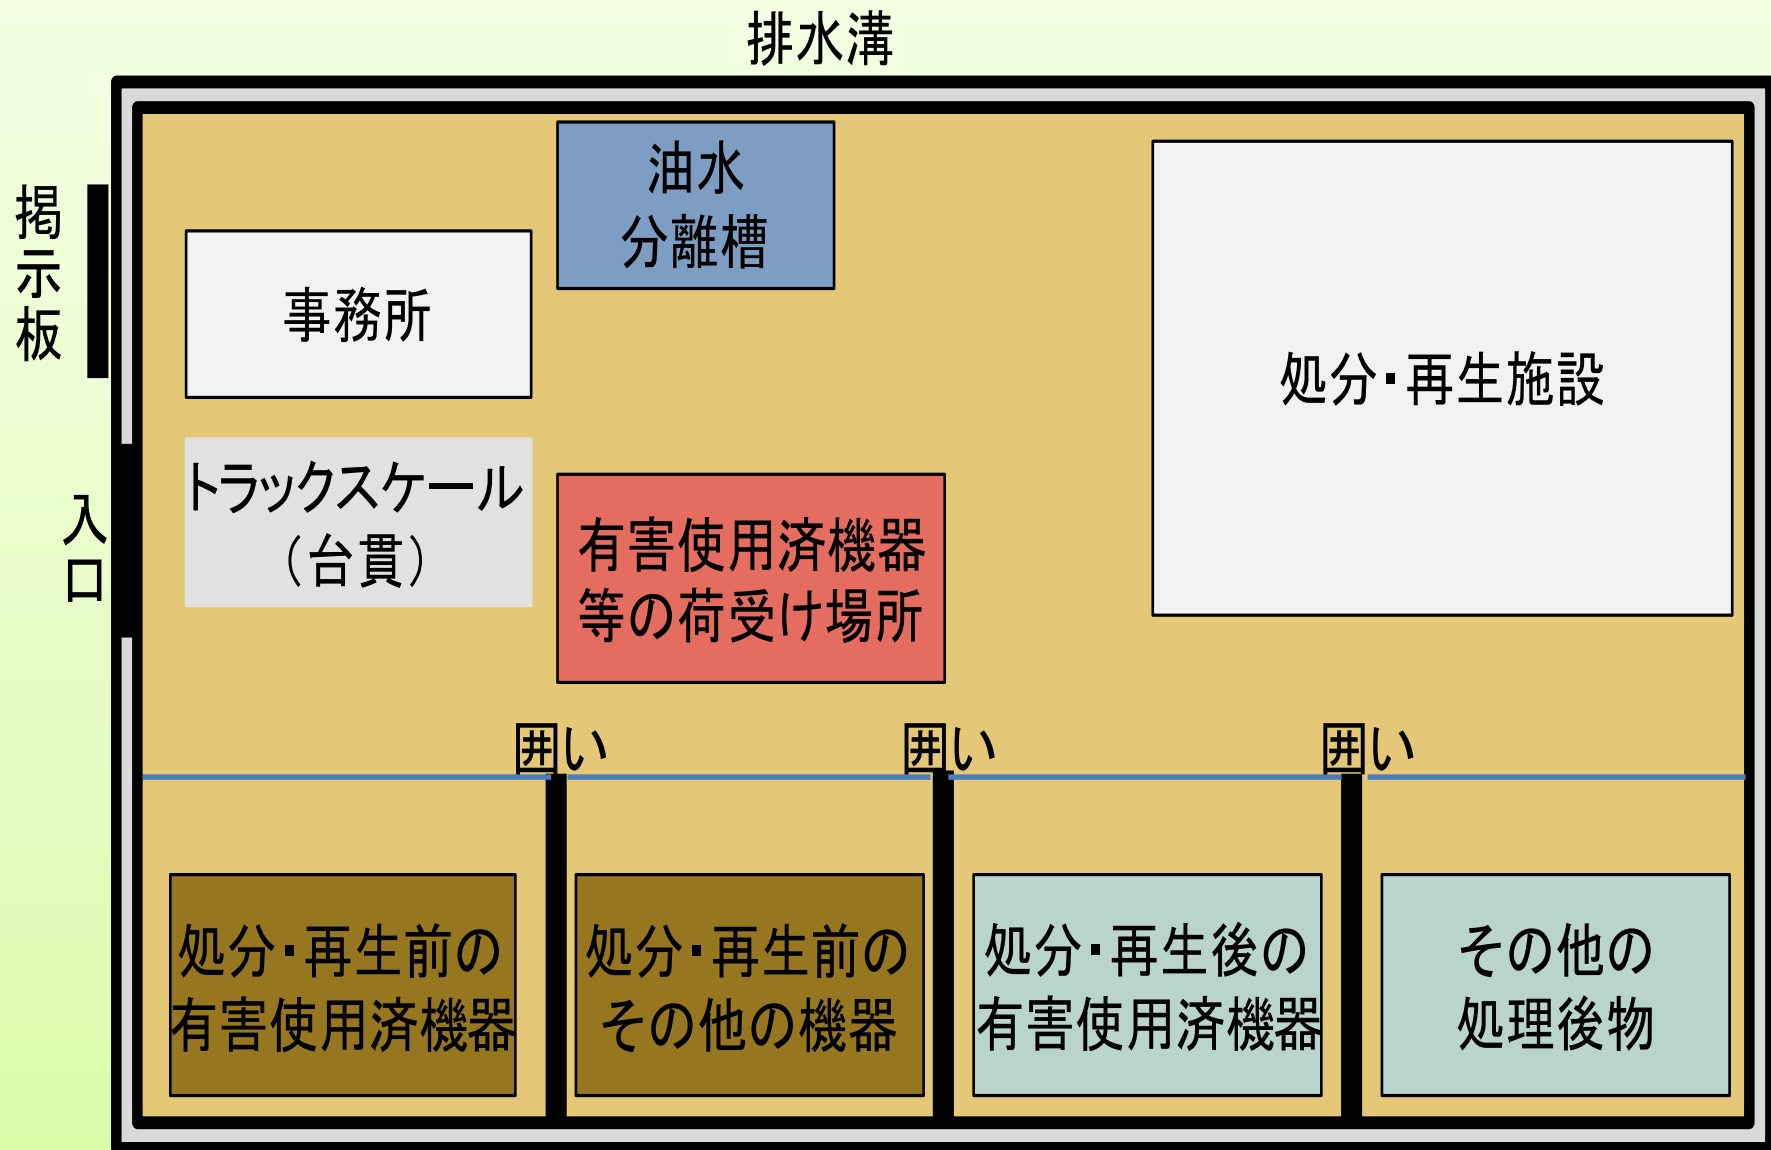 排水溝
掲示板
入口
油水
分離槽
事務所
処分・再生施設
トラックスケール
（台貫）
有害使用済機器
等の荷受け場所
囲い
囲い
囲い
処分・再生前の
有害使用済機器
処分・再生前の
その他の機器
処分・再生後の
有害使用済機器
その他の
処理後物